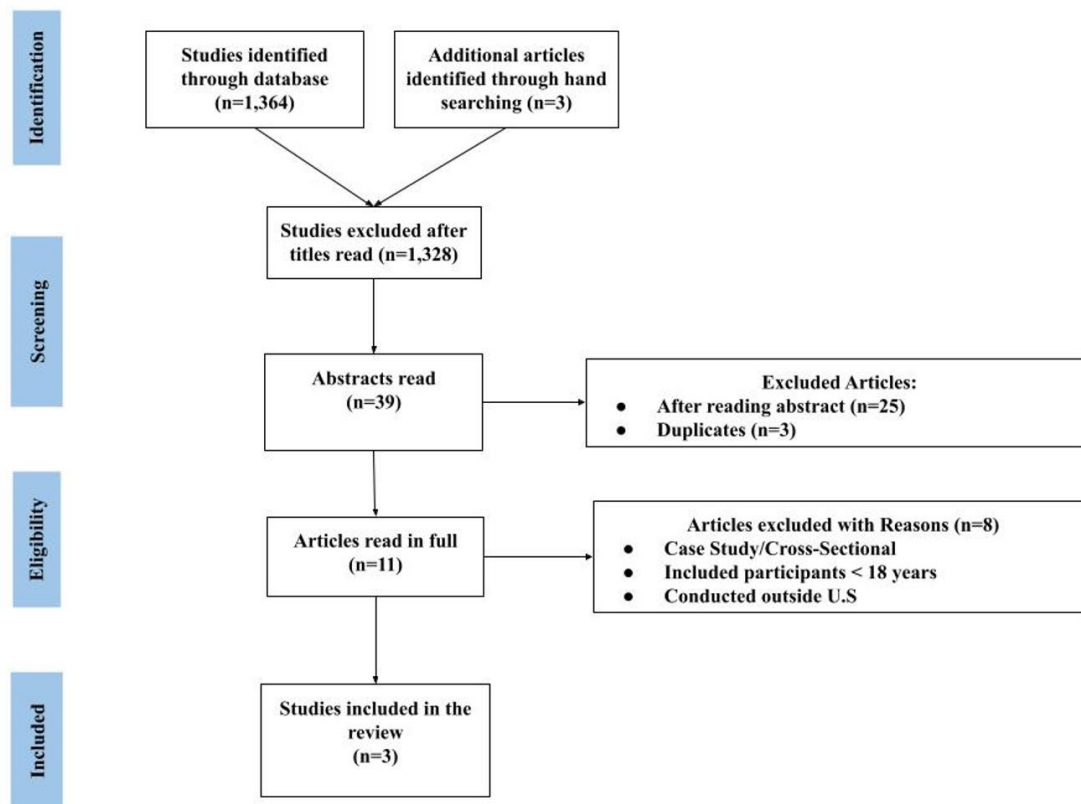 Identification
Studies identified
through database
(n=1,364)
Additional articles
identified through hand
searching (n=3)
Screening
Studies excluded after
titles read (n=1,328)
Abstracts read
(n=39)
Excluded Articles:
● After reading abstract (n=25)
● Duplicates (n=3)
Eligibility
Articles read in full
(n=11)
Articles excluded with Reasons (n=8)
● Case Study/Cross-Sectional
● Included participants < 18 years
● Conducted outside U.S
Included
Studies included in the
review
(n=3)